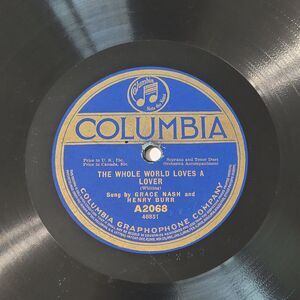 Columbia
Note the Notes
COLUMBIA
Price in U. S., 75c. Soprano and Tenor Duet
Price in Canada, 85c. Orchestra Accompaniment
THE WHOLE WORLD LOVES A
LOVER
(Whiting)
Sung by GRACE NASH and
HENRY BURR
A2068
46851
COLUMBIA GRAPHOPHONE COMPANY